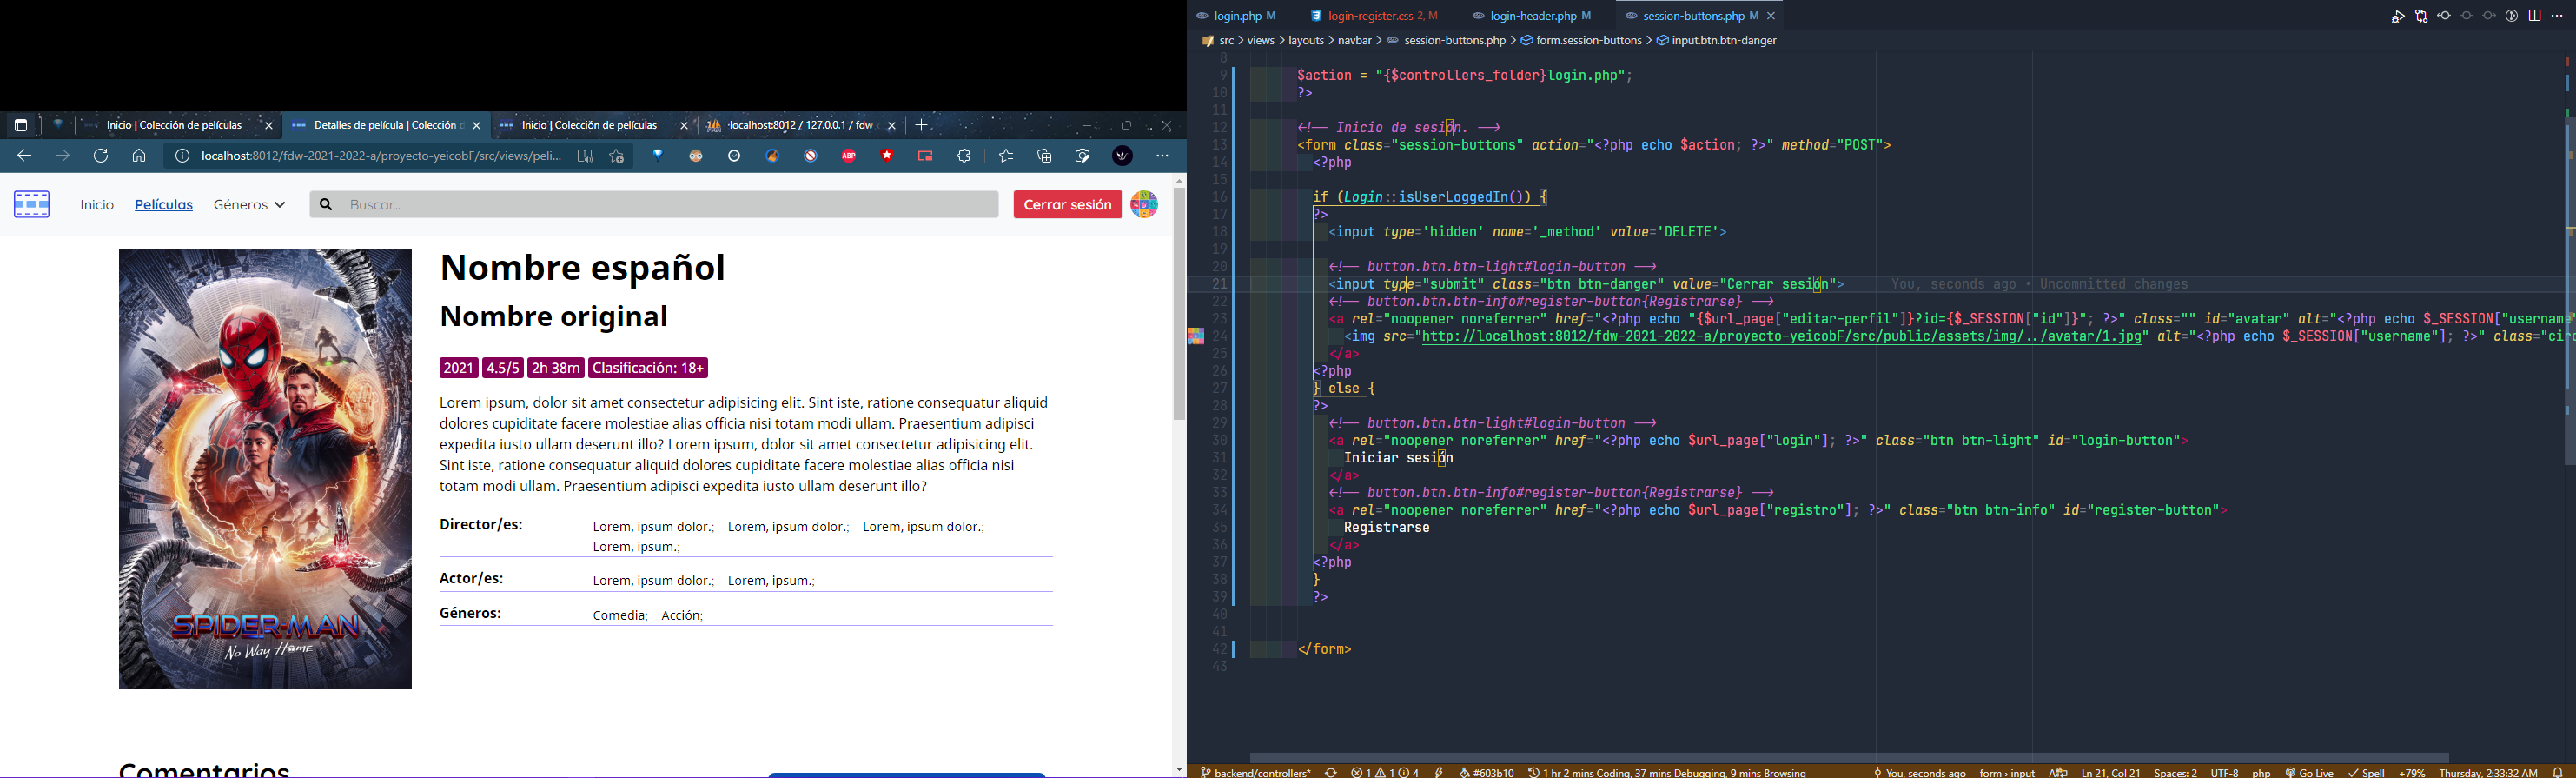 Inicio | Colección de películas
Detalles de película | Colección d
Inicio | Colección de películas
localhost:8012 / 127.0.0.1 / fdw_
localhost:8012/fdw-2021-2022-a/proyecto-yeicobF/src/views/peli...
ABP
Inicio
Películas
Géneros
Buscar...
Cerrar sesión
Nombre español
Nombre original
2021 4.5/5 2h 38m Clasificación: 18+
Lorem ipsum, dolor sit amet consectetur adipisicing elit. Sint iste, ratione consequatur aliquid
dolores cupiditate facere molestiae alias officia nisi totam modi ullam. Praesentium adipisci
expedita iusto ullam deserunt illo? Lorem ipsum, dolor sit amet consectetur adipisicing elit.
Sint iste, ratione consequatur aliquid dolores cupiditate facere molestiae alias officia nisi
totam modi ullam. Praesentium adipisci expedita iusto ullam deserunt illo?
Director/es: Lorem, ipsum dolor.; Lorem, ipsum dolor.; Lorem, ipsum dolor.;
Lorem, ipsum.;
Actor/es: Lorem, ipsum dolor.; Lorem, ipsum.;
Géneros: Comedia; Acción;
SPIDER-MAN
No Way Home
Comentarios
login.php M
login-register.css 2, M
login-header.php M
session-buttons.php M
src > views > layouts > navbar > session-buttons.php > form.session-buttons > input.btn.btn-danger
8
9 $action = "{$controllers_folder}login.php";
10 ?>
11
12 <!-- Inicio de sesión. -->
13 <form class="session-buttons" action="<?php echo $action; ?>" method="POST">
14 <?php
15
16 if (Login::isUserLoggedIn()) {
17 ?>
18 <input type='hidden' name='_method' value='DELETE'>
19
20 <!-- button.btn.btn-light#login-button -->
21 <input type="submit" class="btn btn-danger" value="Cerrar sesión"> You, seconds ago • Uncommitted changes
22 <!-- button.btn.btn-info#register-button{Registrarse} -->
23 <a rel="noopener noreferrer" href="<?php echo "{$url_page["editar-perfil"]}?id={$_SESSION["id"]}"; ?>" class="" id="avatar" alt="<?php echo $_SESSION["username"
24 <img src="http://localhost:8012/fdw-2021-2022-a/proyecto-yeicobF/src/public/assets/img/../avatar/1.jpg" alt="<?php echo $_SESSION["username"]; ?>" class="circ
25 </a>
26 <?php
27 } else {
28 ?>
29 <!-- button.btn.btn-light#login-button -->
30 <a rel="noopener noreferrer" href="<?php echo $url_page["login"]; ?>" class="btn btn-light" id="login-button">
31 Iniciar sesión
32 </a>
33 <!-- button.btn.btn-info#register-button{Registrarse} -->
34 <a rel="noopener noreferrer" href="<?php echo $url_page["registro"]; ?>" class="btn btn-info" id="register-button">
35 Registrarse
36 </a>
37 <?php
38 }
39 ?>
40
41
42 </form>
43
backend/controllers* 1 1 4 #603b10 1 hr 2 mins Coding, 37 mins Debugging, 9 mins Browsing You, seconds ago form > input Ln 21, Col 21 Spaces: 2 UTF-8 php Go Live Spell +79% Thursday, 2:33:32 AM